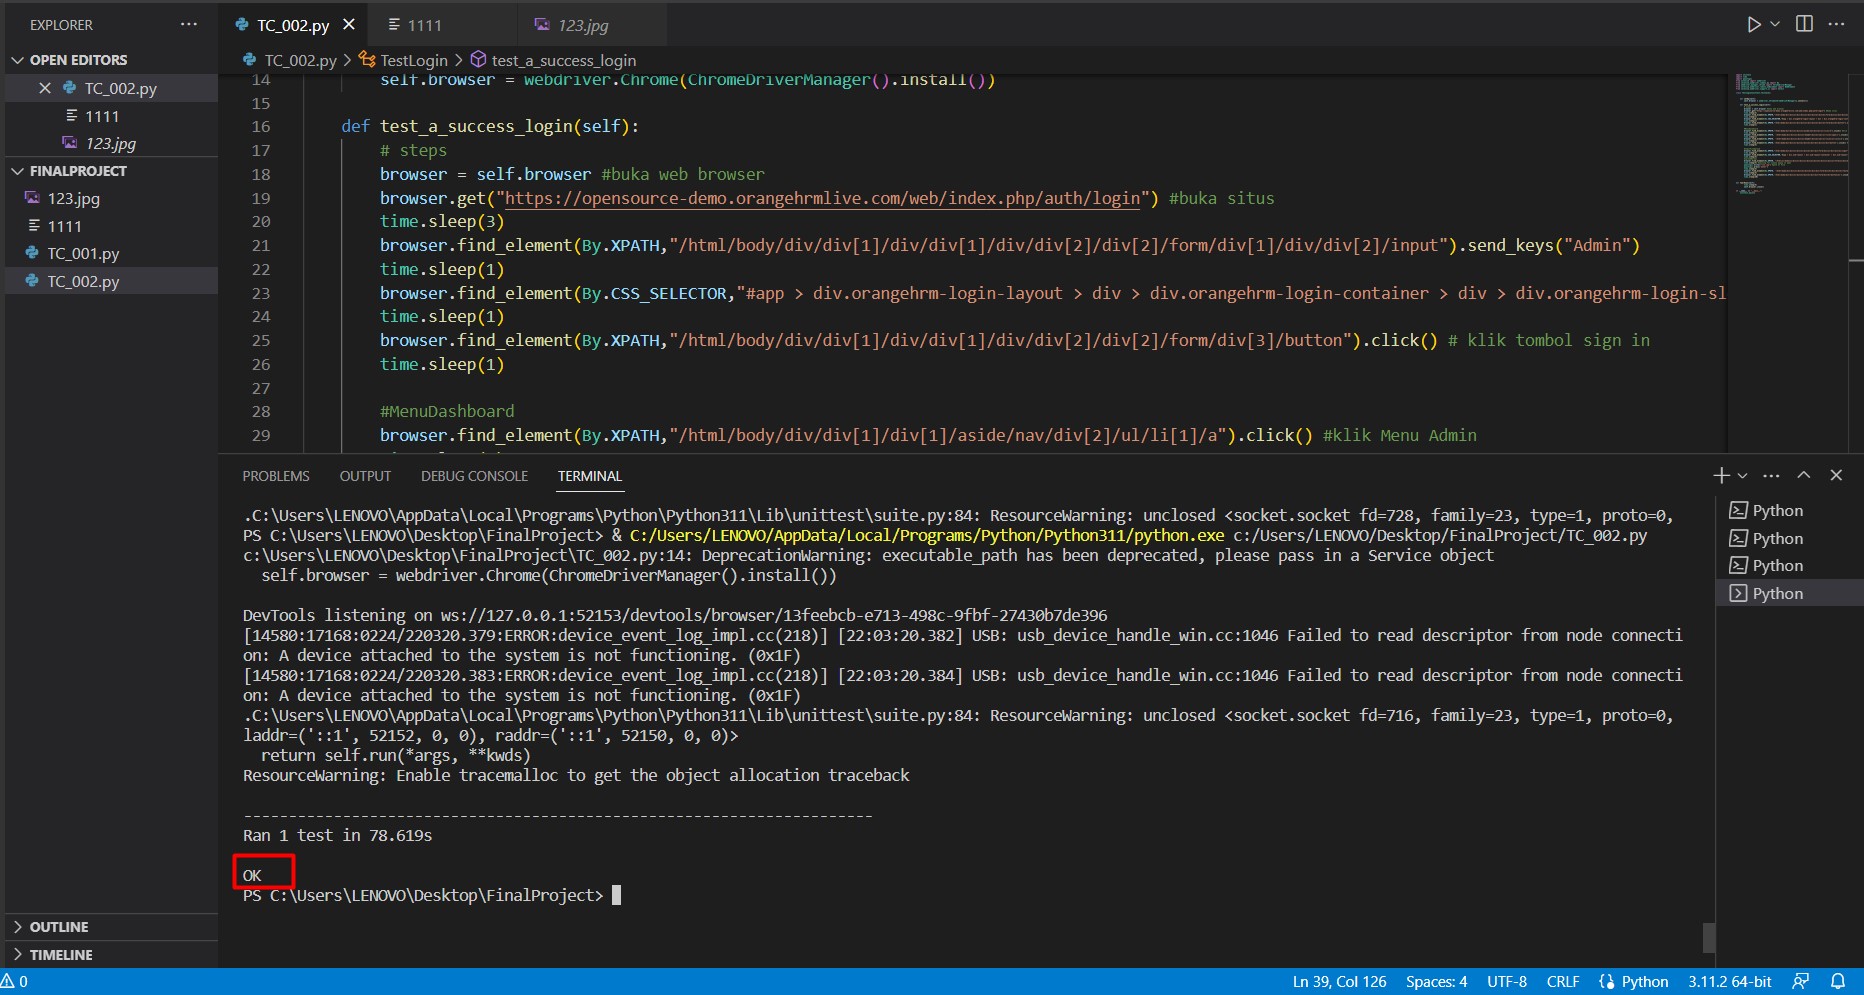 EXPLORER
TC_002.py
1111
123.jpg
OPEN EDITORS
TC_002.py
1111
123.jpg
FINALPROJECT
123.jpg
1111
TC_001.py
TC_002.py
OUTLINE
TIMELINE
TC_002.py > TestLogin > test_a_success_login
14 self.browser = webdriver.Chrome(ChromeDriverManager().install())
15
16 def test_a_success_login(self):
17 # steps
18 browser = self.browser #buka web browser
19 browser.get("https://opensource-demo.orangehrmlive.com/web/index.php/auth/login") #buka situs
20 time.sleep(3)
21 browser.find_element(By.XPATH,"/html/body/div/div[1]/div/div[1]/div/div[2]/div[2]/form/div[1]/div/div[2]/input").send_keys("Admin")
22 time.sleep(1)
23 browser.find_element(By.CSS_SELECTOR,"#app > div.orangehrm-login-layout > div > div.orangehrm-login-container > div > div.orangehrm-login-sl
24 time.sleep(1)
25 browser.find_element(By.XPATH,"/html/body/div/div[1]/div/div[1]/div/div[2]/div[2]/form/div[3]/button").click() # klik tombol sign in
26 time.sleep(1)
27
28 #MenuDashboard
29 browser.find_element(By.XPATH,"/html/body/div/div[1]/div[1]/aside/nav/div[2]/ul/li[1]/a").click() #klik Menu Admin
PROBLEMS OUTPUT DEBUG CONSOLE TERMINAL
.C:\Users\LENOVO\AppData\Local\Programs\Python\Python311\Lib\unittest\suite.py:84: ResourceWarning: unclosed <socket.socket fd=728, family=23, type=1, proto=0,
PS C:\Users\LENOVO\Desktop\FinalProject> & C:/Users/LENOVO/AppData/Local/Programs/Python/Python311/python.exe c:/Users/LENOVO/Desktop/FinalProject/TC_002.py
c:\Users\LENOVO\Desktop\FinalProject\TC_002.py:14: DeprecationWarning: executable_path has been deprecated, please pass in a Service object
self.browser = webdriver.Chrome(ChromeDriverManager().install())
DevTools listening on ws://127.0.0.1:52153/devtools/browser/13feebcb-e713-498c-9fbf-27430b7de396
[14580:17168:0224/220320.379:ERROR:device_event_log_impl.cc(218)] [22:03:20.382] USB: usb_device_handle_win.cc:1046 Failed to read descriptor from node connecti
on: A device attached to the system is not functioning. (0x1F)
[14580:17168:0224/220320.383:ERROR:device_event_log_impl.cc(218)] [22:03:20.384] USB: usb_device_handle_win.cc:1046 Failed to read descriptor from node connecti
on: A device attached to the system is not functioning. (0x1F)
.C:\Users\LENOVO\AppData\Local\Programs\Python\Python311\Lib\unittest\suite.py:84: ResourceWarning: unclosed <socket.socket fd=716, family=23, type=1, proto=0,
laddr=('::1', 52152, 0, 0), raddr=('::1', 52150, 0, 0)>
return self.run(*args, **kwds)
ResourceWarning: Enable tracemalloc to get the object allocation traceback
----------------------------------------------------------------------
Ran 1 test in 78.619s
OK
PS C:\Users\LENOVO\Desktop\FinalProject>
Python
Python
Python
Python
0
Ln 39, Col 126 Spaces: 4 UTF-8 CRLF Python 3.11.2 64-bit